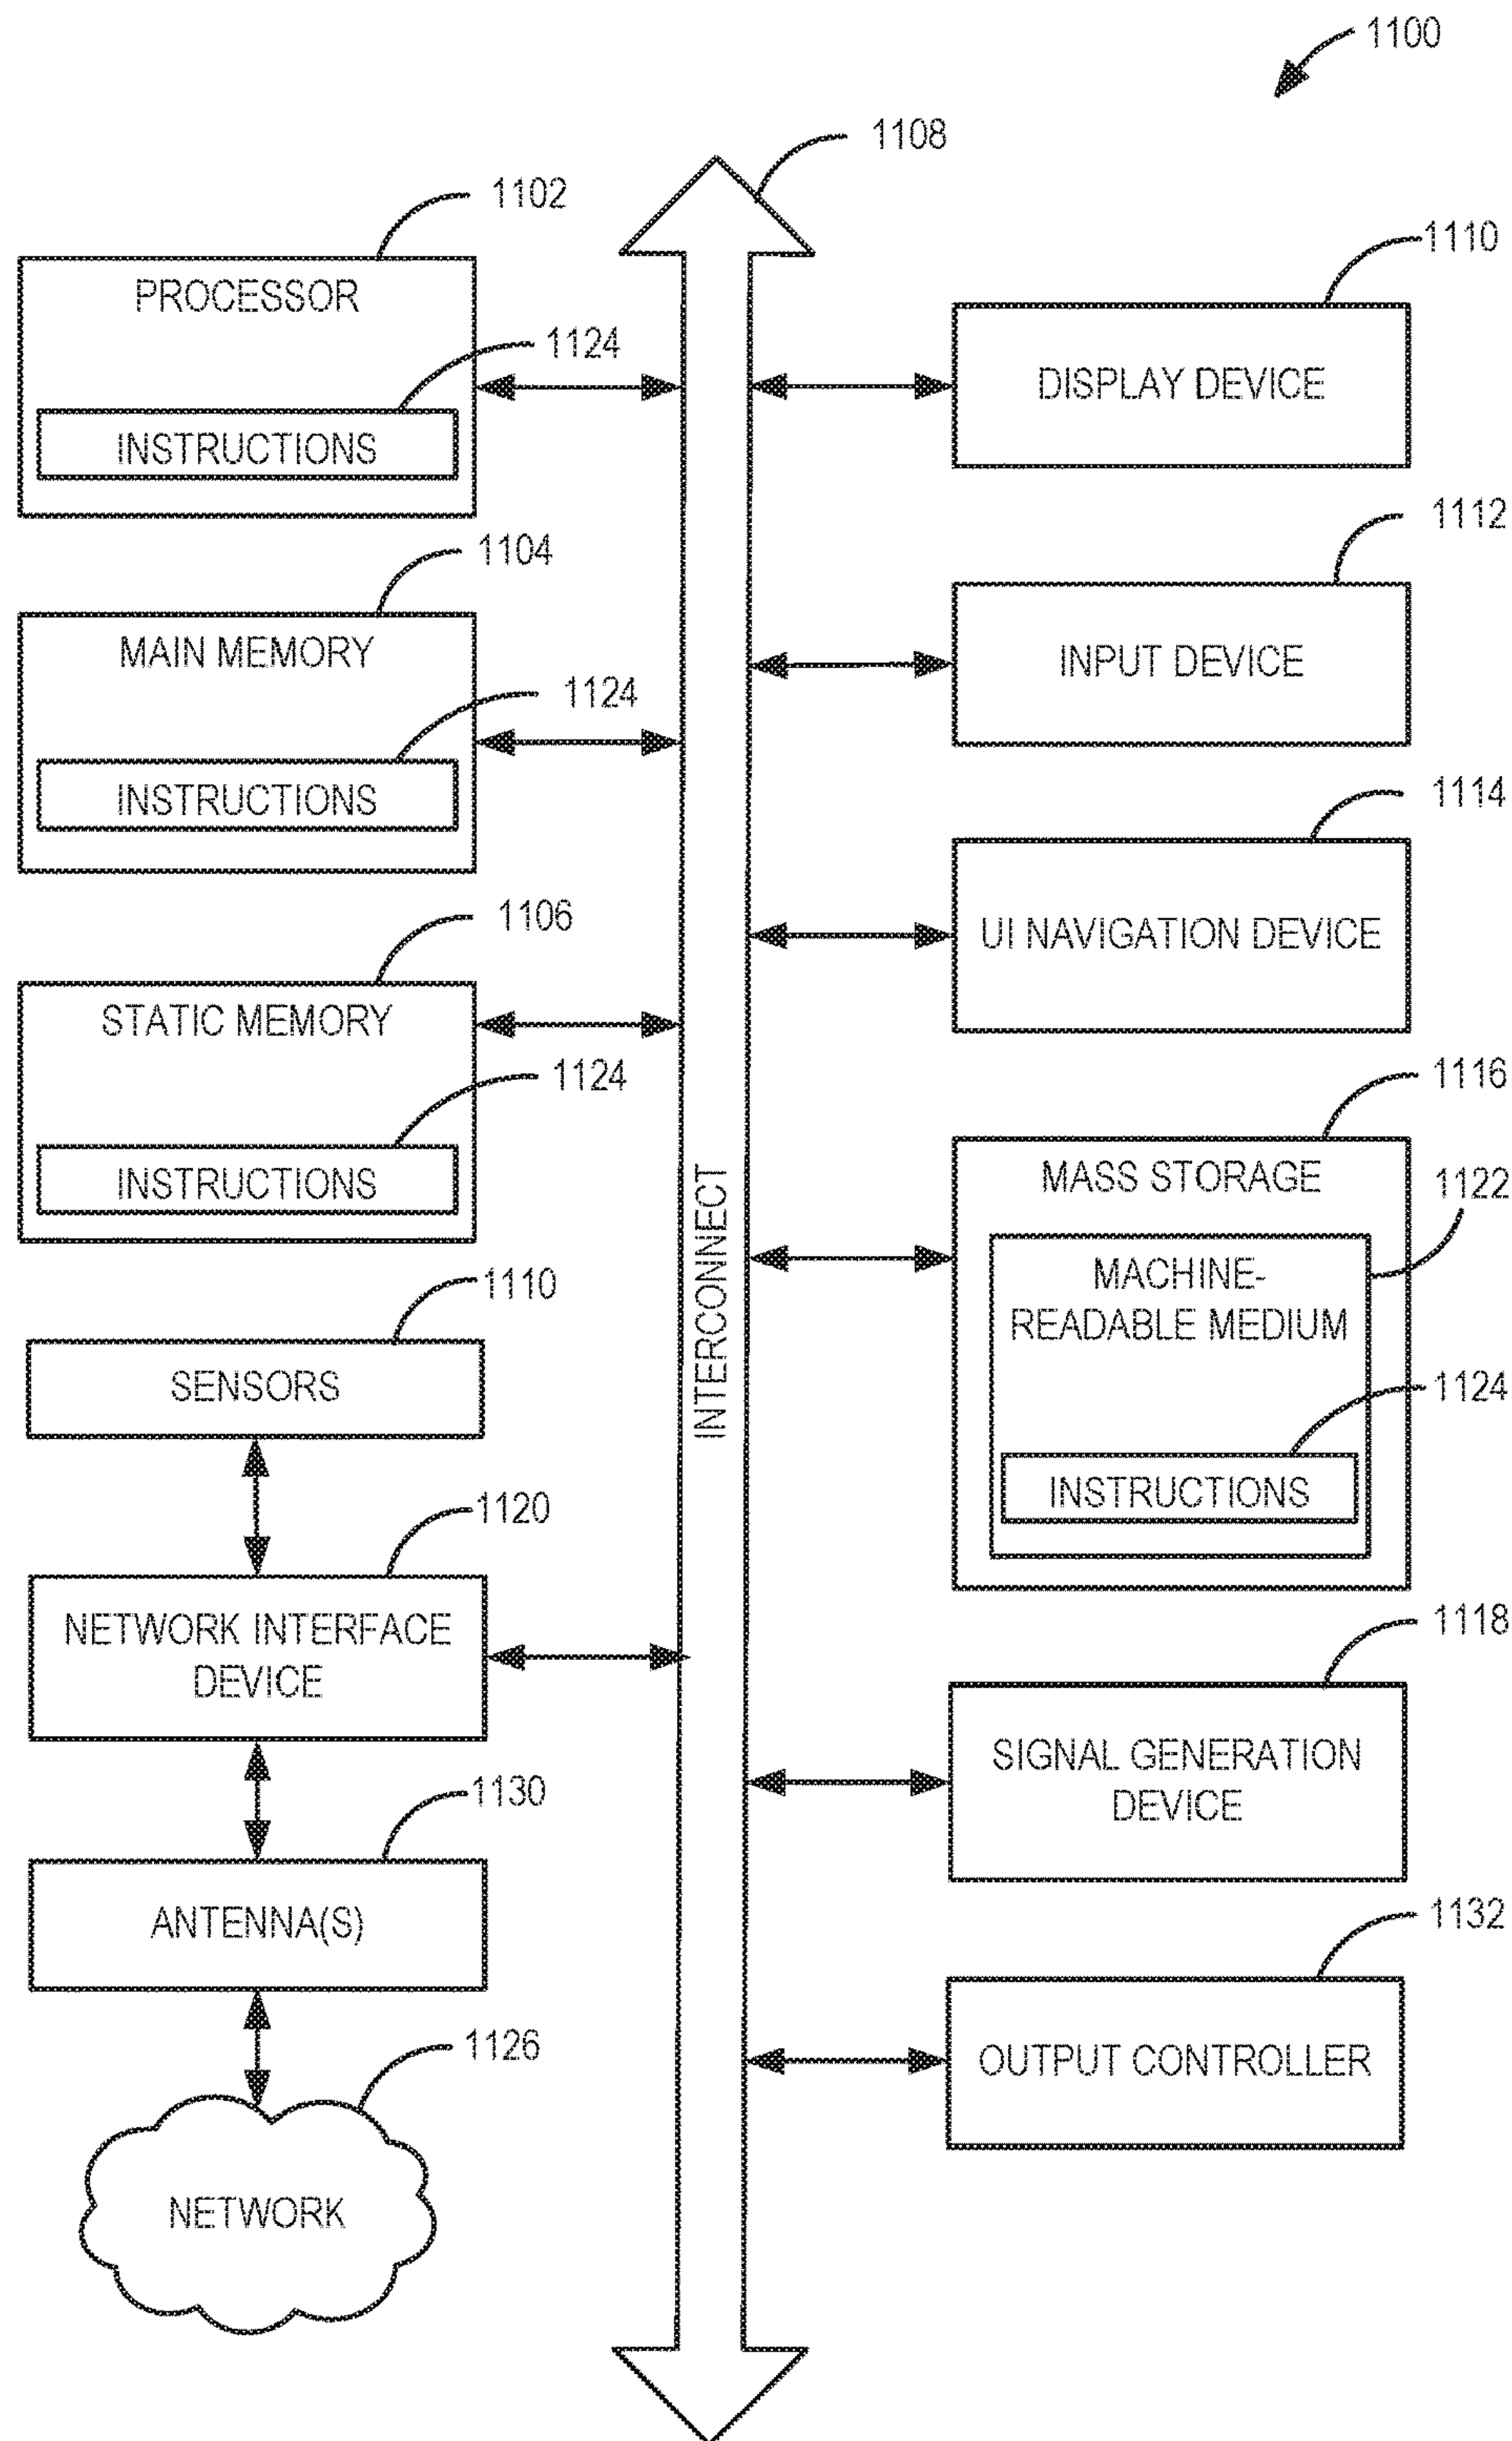 1100
1108
1102
PROCESSOR
1124
INSTRUCTIONS
1104
MAIN MEMORY
1124
INSTRUCTIONS
1106
STATIC MEMORY
1124
INSTRUCTIONS
1110
SENSORS
1120
NETWORK INTERFACE
DEVICE
1130
ANTENNA(S)
1126
NETWORK
INTERCONNECT
1110
DISPLAY DEVICE
1112
INPUT DEVICE
1114
UI NAVIGATION DEVICE
1116
MASS STORAGE
1122
MACHINE-
READABLE MEDIUM
1124
INSTRUCTIONS
1118
SIGNAL GENERATION
DEVICE
1132
OUTPUT CONTROLLER